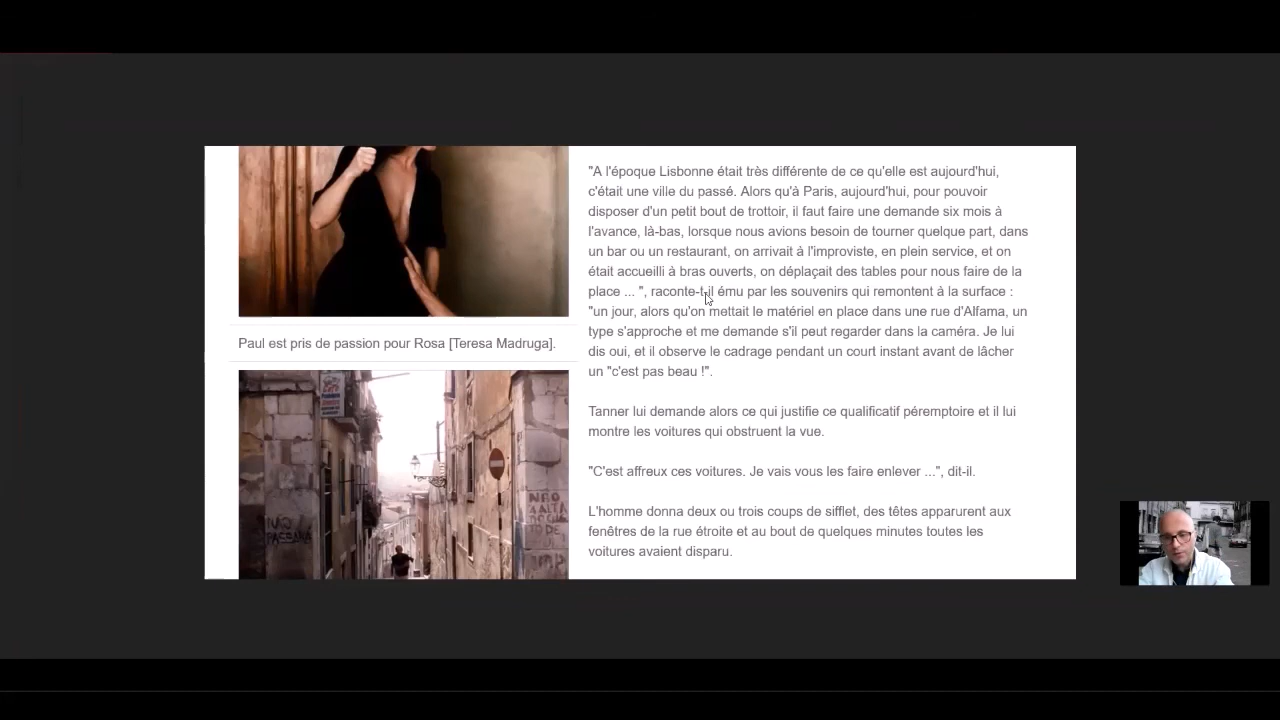 Paul est pris de passion pour Rosa [Teresa Madruga].
"A l'époque Lisbonne était très différente de ce qu'elle est aujourd'hui,
c'était une ville du passé. Alors qu'à Paris, aujourd'hui, pour pouvoir
disposer d'un petit bout de trottoir, il faut faire une demande six mois à
l'avance, là-bas, lorsque nous avions besoin de tourner quelque part, dans
un bar ou un restaurant, on arrivait à l'improviste, en plein service, et on
était accueilli à bras ouverts, on déplaçait des tables pour nous faire de la
place ... ", raconte-t-il ému par les souvenirs qui remontent à la surface :
"un jour, alors qu'on mettait le matériel en place dans une rue d'Alfama, un
type s'approche et me demande s'il peut regarder dans la caméra. Je lui
dis oui, et il observe le cadrage pendant un court instant avant de lâcher
un "c'est pas beau !".
Tanner lui demande alors ce qui justifie ce qualificatif péremptoire et il lui
montre les voitures qui obstruent la vue.
"C'est affreux ces voitures. Je vais vous les faire enlever ...", dit-il.
L'homme donna deux ou trois coups de sifflet, des têtes apparurent aux
fenêtres de la rue étroite et au bout de quelques minutes toutes les
voitures avaient disparu.